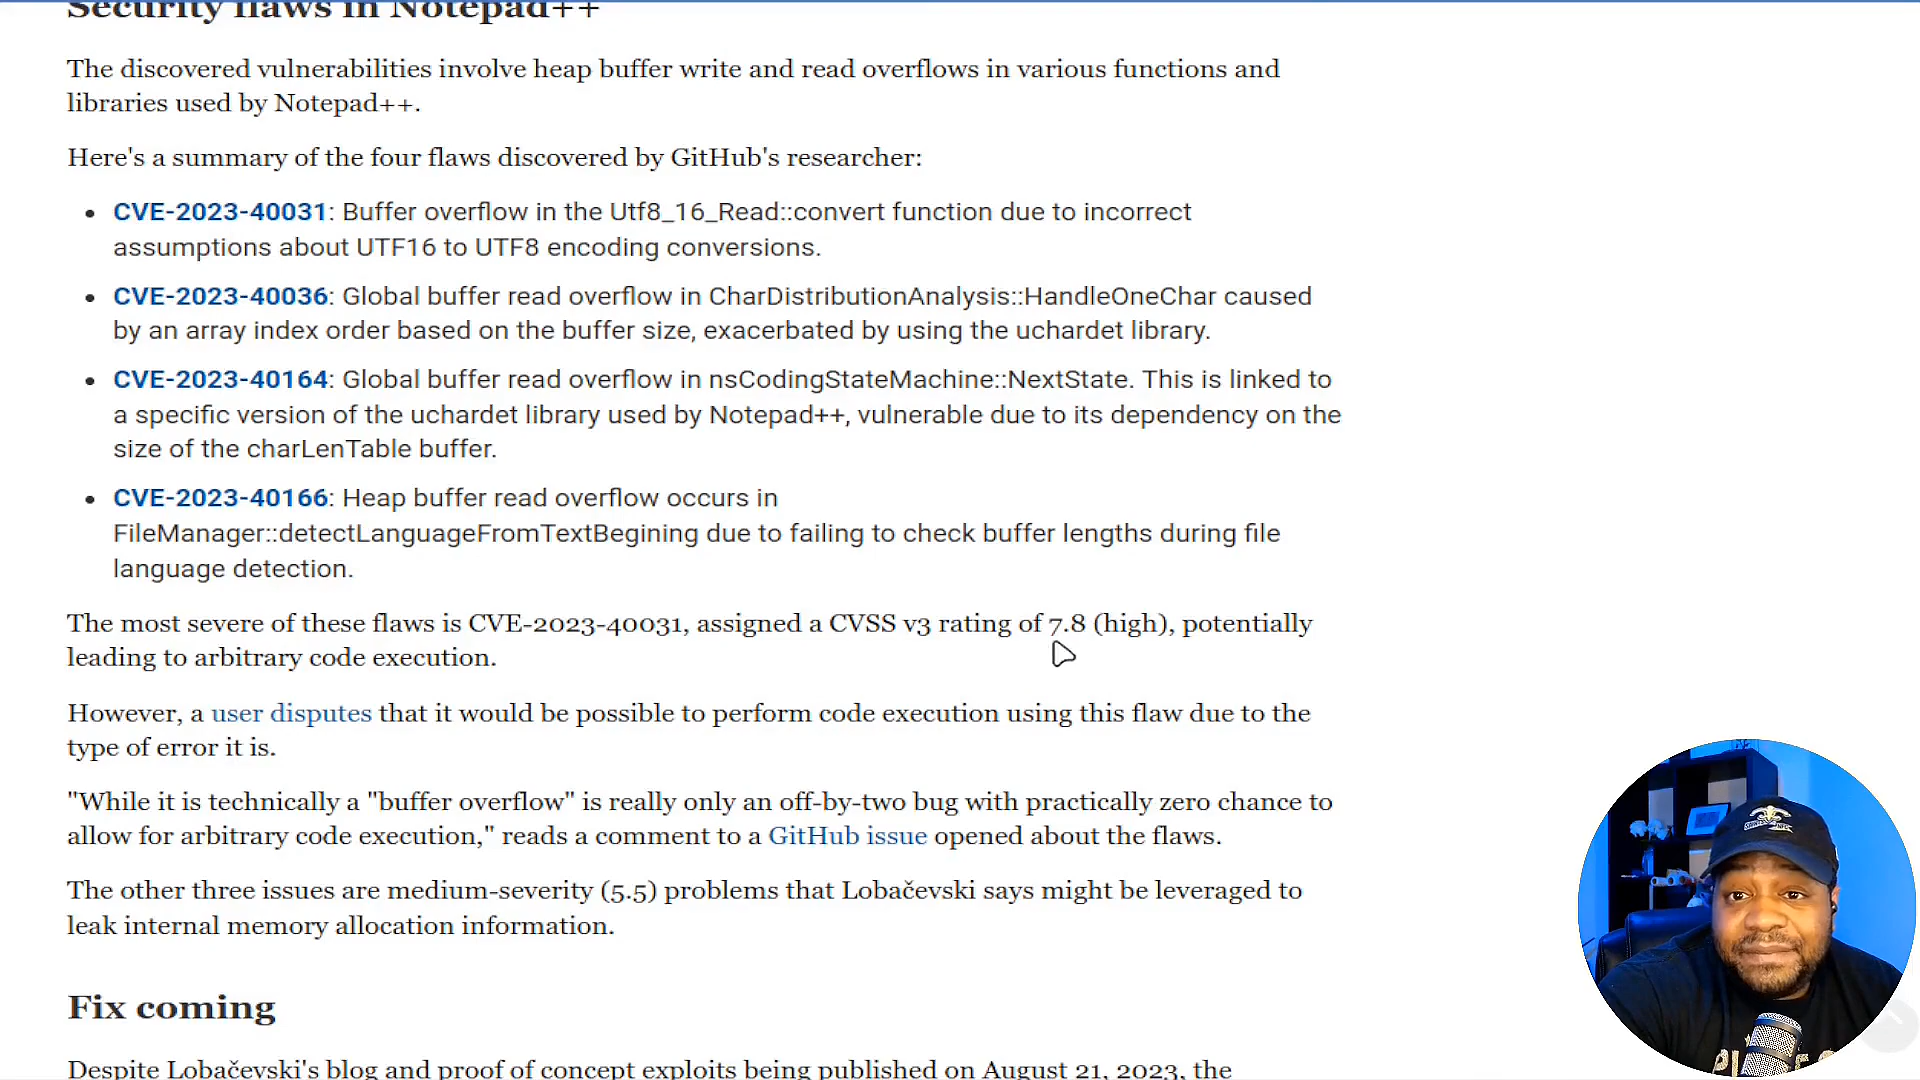 Security flaws in Notepad++
The discovered vulnerabilities involve heap buffer write and read overflows in various functions and
libraries used by Notepad++.
Here's a summary of the four flaws discovered by GitHub's researcher:
CVE-2023-40031: Buffer overflow in the Utf8_16_Read::convert function due to incorrect
assumptions about UTF16 to UTF8 encoding conversions.
CVE-2023-40036: Global buffer read overflow in CharDistributionAnalysis::HandleOneChar caused
by an array index order based on the buffer size, exacerbated by using the uchardet library.
CVE-2023-40164: Global buffer read overflow in nsCodingStateMachine::NextState. This is linked to
a specific version of the uchardet library used by Notepad++, vulnerable due to its dependency on the
size of the charLenTable buffer.
CVE-2023-40166: Heap buffer read overflow occurs in
FileManager::detectLanguageFromTextBegining due to failing to check buffer lengths during file
language detection.
The most severe of these flaws is CVE-2023-40031, assigned a CVSS v3 rating of 7.8 (high), potentially
leading to arbitrary code execution.
However, a user disputes that it would be possible to perform code execution using this flaw due to the
type of error it is.
"While it is technically a "buffer overflow" is really only an off-by-two bug with practically zero chance to
allow for arbitrary code execution," reads a comment to a GitHub issue opened about the flaws.
The other three issues are medium-severity (5.5) problems that Lobačevski says might be leveraged to
leak internal memory allocation information.
Fix coming
Despite Lobačevski's blog and proof of concept exploits being published on August 21, 2023, the